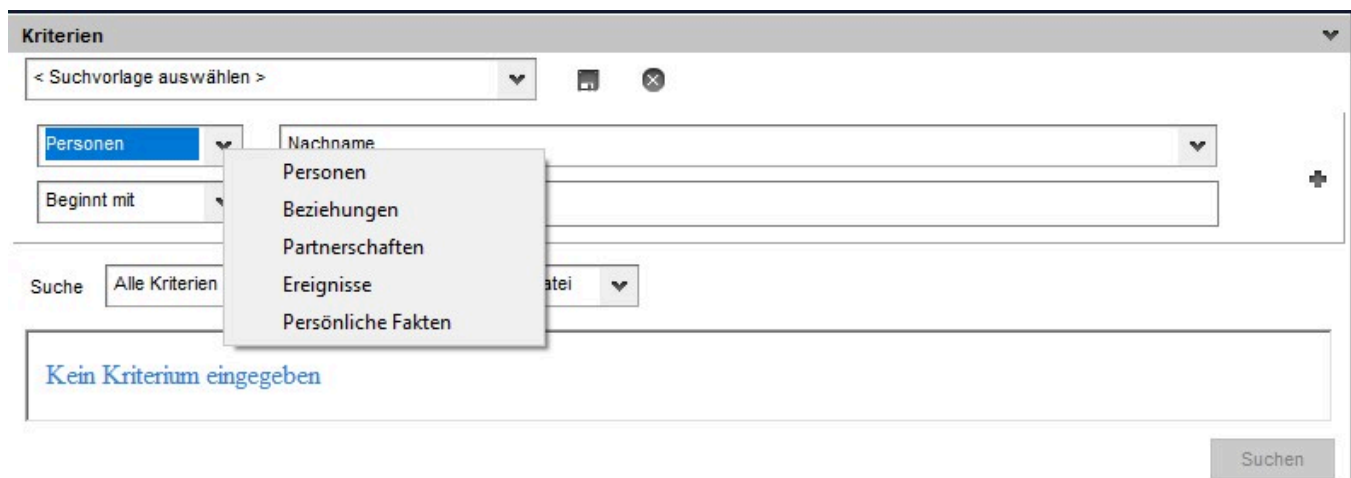 Kriterien
< Suchvorlage auswählen >
Personen
Nachname
Personen
Beziehungen
Partnerschaften
Ereignisse
Persönliche Fakten
Beginnt mit
Suche Alle Kriterien atei
Kein Kriterium eingegeben
Suchen